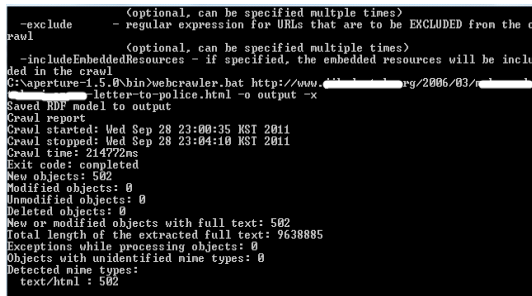 (optional, can be specified multple times)
-exclude - regular expression for URLs that are to be EXCLUDED from the c
rawl
(optional, can be specified multiple times)
-includeEmbeddedResources - if specified, the embedded resources will be inclu
ded in the crawl
C:\aperture-1.5.0\bin>webcrawler.bat http://www. rg/2006/03/
-letter-to-police.html -o output -x
Saved RDF model to output
Crawl report
Crawl started: Wed Sep 28 23:00:35 KST 2011
Crawl stopped: Wed Sep 28 23:04:10 KST 2011
Crawl time: 214772ms
Exit code: completed
New objects: 502
Modified objects: 0
Unmodified objects: 0
Deleted objects: 0
New or modified objects with full text: 502
Total length of the extracted full text: 9638885
Exceptions while processing objects: 0
Objects with unidentified mime types: 0
Detected mime types:
text/html : 502